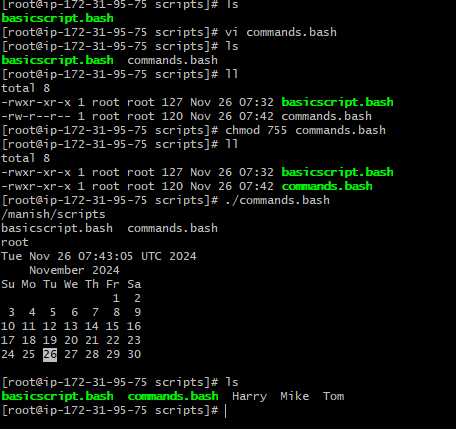 [root@ip-172-31-95-75 scripts]# ls
basicscript.bash
[root@ip-172-31-95-75 scripts]# vi commands.bash
[root@ip-172-31-95-75 scripts]# ls
basicscript.bash  commands.bash
[root@ip-172-31-95-75 scripts]# ll
total 8
-rwxr-xr-x 1 root root 127 Nov 26 07:32 basicscript.bash
-rw-r--r-- 1 root root 120 Nov 26 07:42 commands.bash
[root@ip-172-31-95-75 scripts]# chmod 755  commands.bash
[root@ip-172-31-95-75 scripts]# ll
total 8
-rwxr-xr-x 1 root root 127 Nov 26 07:32 basicscript.bash
-rwxr-xr-x 1 root root 120 Nov 26 07:42 commands.bash
[root@ip-172-31-95-75 scripts]# ./commands.bash
/manish/scripts
basicscript.bash  commands.bash
root
Tue Nov 26 07:43:05 UTC 2024
    November 2024
Su Mo Tu We Th Fr Sa
                1  2
 3  4  5  6  7  8  9
10 11 12 13 14 15 16
17 18 19 20 21 22 23
24 25 26 27 28 29 30
[root@ip-172-31-95-75 scripts]# ls
basicscript.bash  commands.bash  Harry  Mike  Tom
[root@ip-172-31-95-75 scripts]#